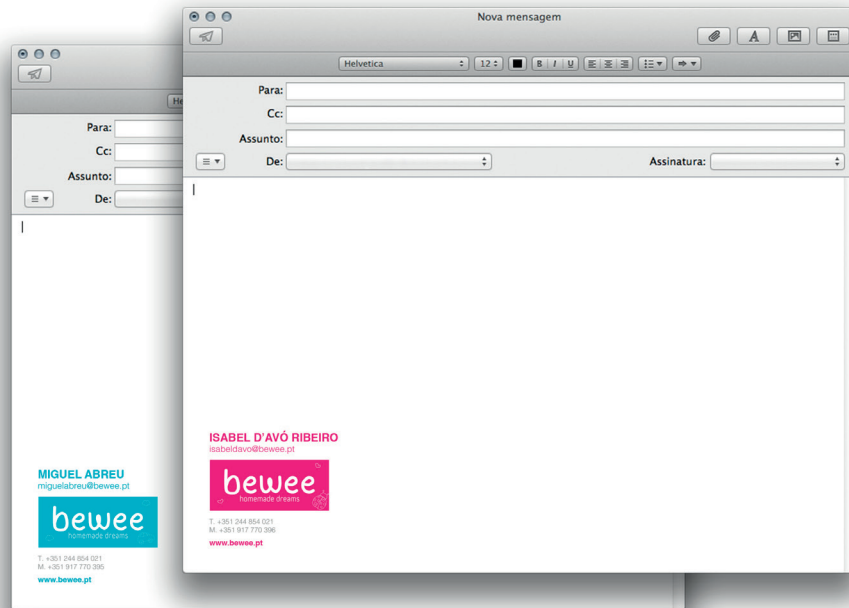 Nova mensagem
Helvetica 12 B I U
Para:
Cc:
Assunto:
De: Assinatura:
ISABEL D'AVÓ RIBEIRO
isabeldavo@bewee.pt
bewee
homemade dreams
T. +351 244 854 021
M. +351 917 770 396
www.bewee.pt
He
Para:
Cc:
Assunto:
De:
MIGUEL ABREU
miguelabreu@bewee.pt
bewee
homemade dreams
T. +351 244 854 021
M. +351 917 770 395
www.bewee.pt